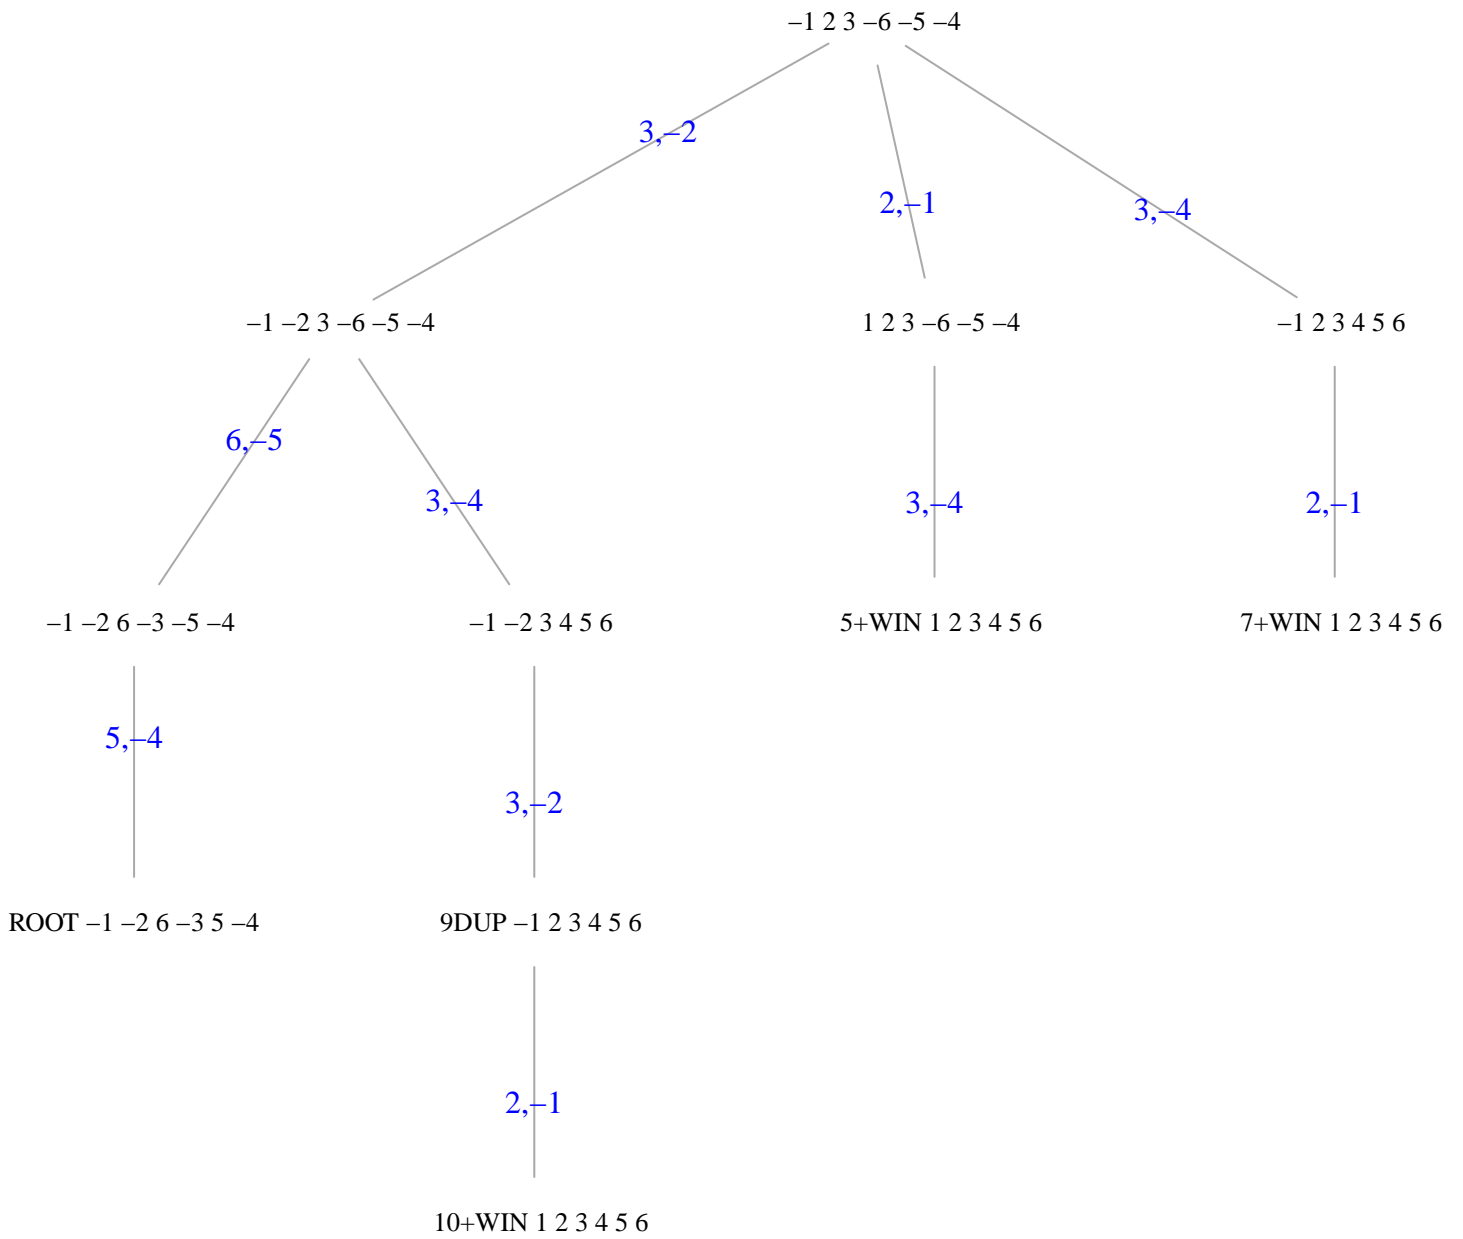 –1 2 3 –6 –5 –4
3,–2
2,–1
3,–4
–1 –2 3 –6 –5 –4
1 2 3 –6 –5 –4
–1 2 3 4 5 6
6,–5
3,–4
3,–4
2,–1
–1 –2 6 –3 –5 –4
–1 –2 3 4 5 6
5+WIN 1 2 3 4 5 6
7+WIN 1 2 3 4 5 6
5,–4
3,–2
ROOT –1 –2 6 –3 5 –4
9DUP –1 2 3 4 5 6
2,–1
10+WIN 1 2 3 4 5 6